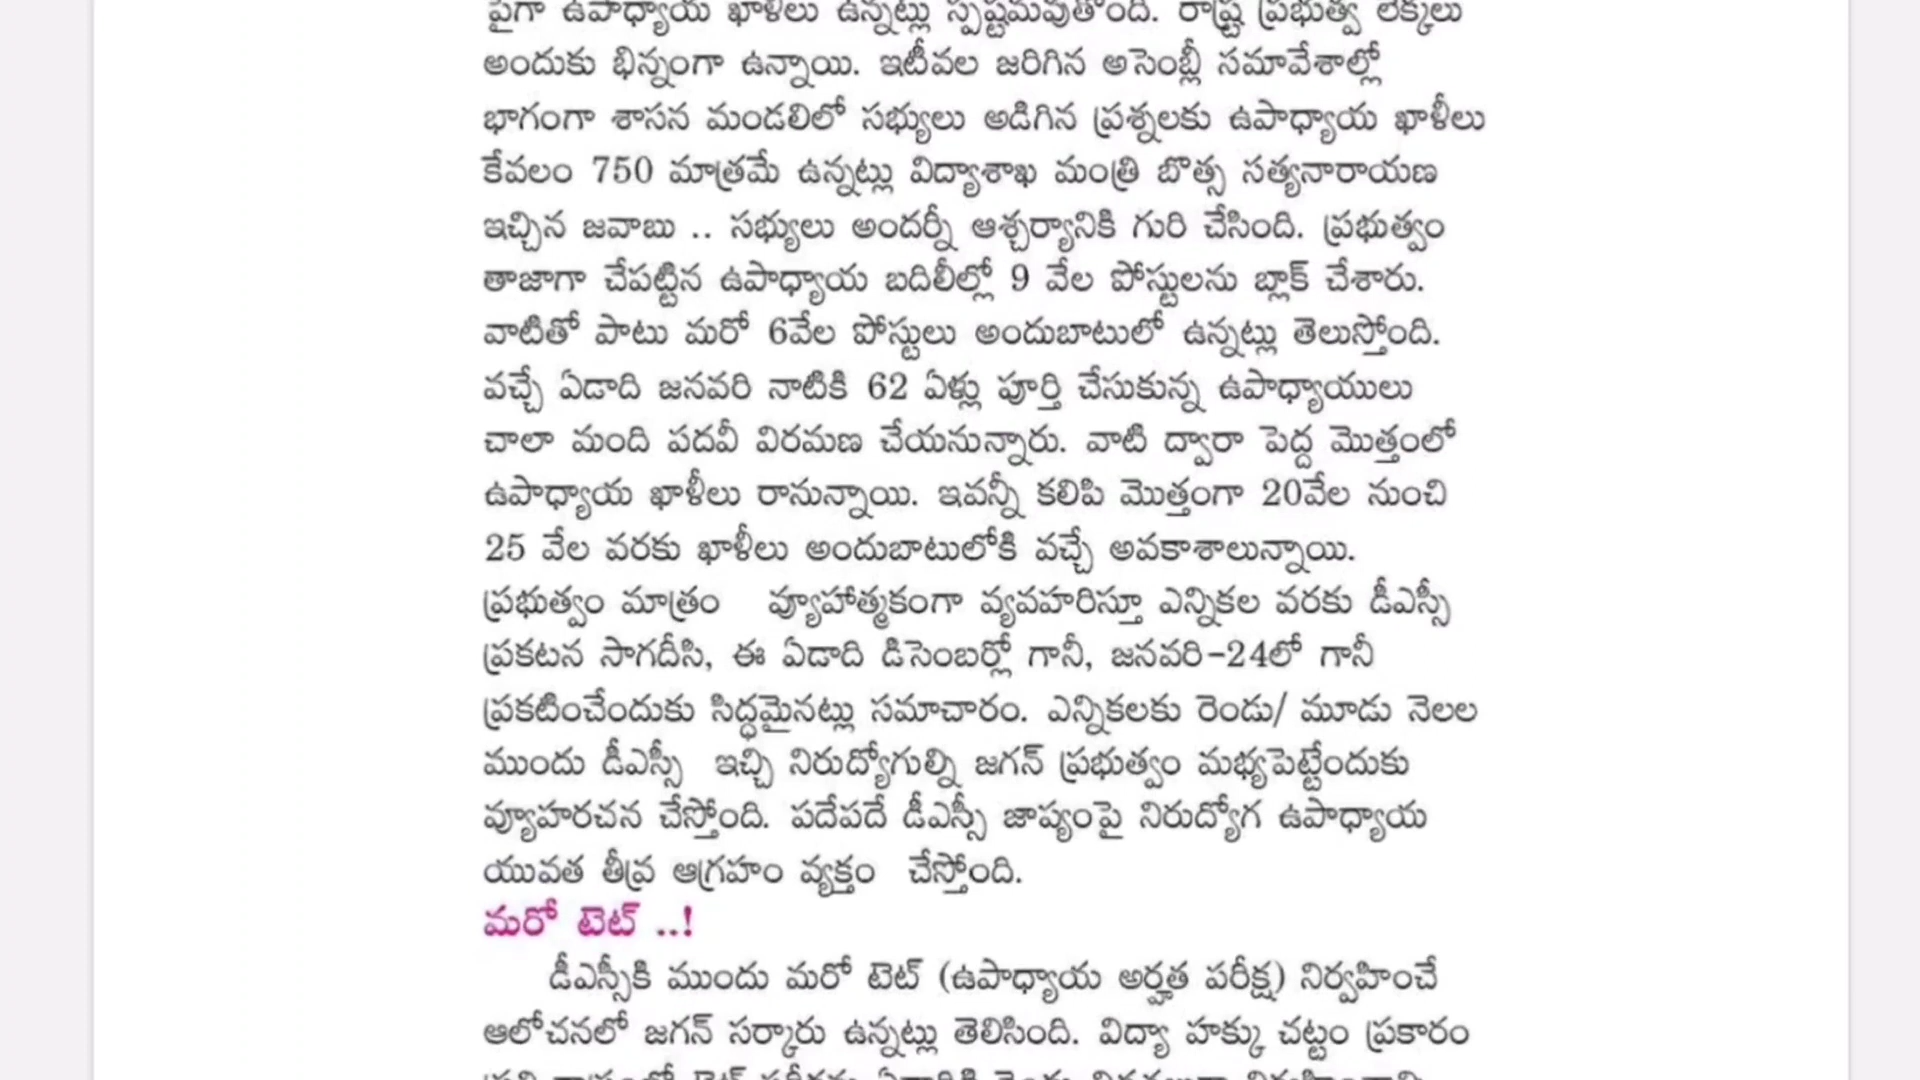 పైగా ఉపాధ్యాయ ఖాళీలు ఉన్నట్లు స్పష్టమవుతోంది. రాష్ట్ర ప్రభుత్వ లెక్కలు
అందుకు భిన్నంగా ఉన్నాయి. ఇటీవల జరిగిన అసెంబ్లీ సమావేశాల్లో
భాగంగా శాసన మండలిలో సభ్యులు అడిగిన ప్రశ్నలకు ఉపాధ్యాయ ఖాళీలు
కేవలం 750 మాత్రమే ఉన్నట్లు విద్యాశాఖ మంత్రి బొత్స సత్యనారాయణ
ఇచ్చిన జవాబు .. సభ్యులు అందర్నీ ఆశ్చర్యానికి గురి చేసింది. ప్రభుత్వం
తాజాగా చేపట్టిన ఉపాధ్యాయ బదిలీల్లో 9 వేల పోస్టులను బ్లాక్ చేశారు.
వాటితో పాటు మరో 6వేల పోస్టులు అందుబాటులో ఉన్నట్లు తెలుస్తోంది.
వచ్చే ఏడాది జనవరి నాటికి 62 ఏళ్లు పూర్తి చేసుకున్న ఉపాధ్యాయులు
చాలా మంది పదవీ విరమణ చేయనున్నారు. వాటి ద్వారా పెద్ద మొత్తంలో
ఉపాధ్యాయ ఖాళీలు రానున్నాయి. ఇవన్నీ కలిపి మొత్తంగా 20వేల నుంచి
25 వేల వరకు ఖాళీలు అందుబాటులోకి వచ్చే అవకాశాలున్నాయి.
ప్రభుత్వం మాత్రం వ్యూహాత్మకంగా వ్యవహరిస్తూ ఎన్నికల వరకు డీఎస్సీ
ప్రకటన సాగదీసి, ఈ ఏడాది డిసెంబర్లో గానీ, జనవరి-24లో గానీ
ప్రకటించేందుకు సిద్ధమైనట్లు సమాచారం. ఎన్నికలకు రెండు/ మూడు నెలల
ముందు డీఎస్సీ ఇచ్చి నిరుద్యోగుల్ని జగన్ ప్రభుత్వం మభ్యపెట్టేందుకు
వ్యూహరచన చేస్తోంది. పదేపదే డీఎస్సీ జాప్యంపై నిరుద్యోగ ఉపాధ్యాయ
యువత తీవ్ర ఆగ్రహం వ్యక్తం చేస్తోంది.
మరో టెట్ ..!
డీఎస్సీకి ముందు మరో టెట్ (ఉపాధ్యాయ అర్హత పరీక్ష) నిర్వహించే
ఆలోచనలో జగన్ సర్కారు ఉన్నట్లు తెలిసింది. విద్యా హక్కు చట్టం ప్రకారం